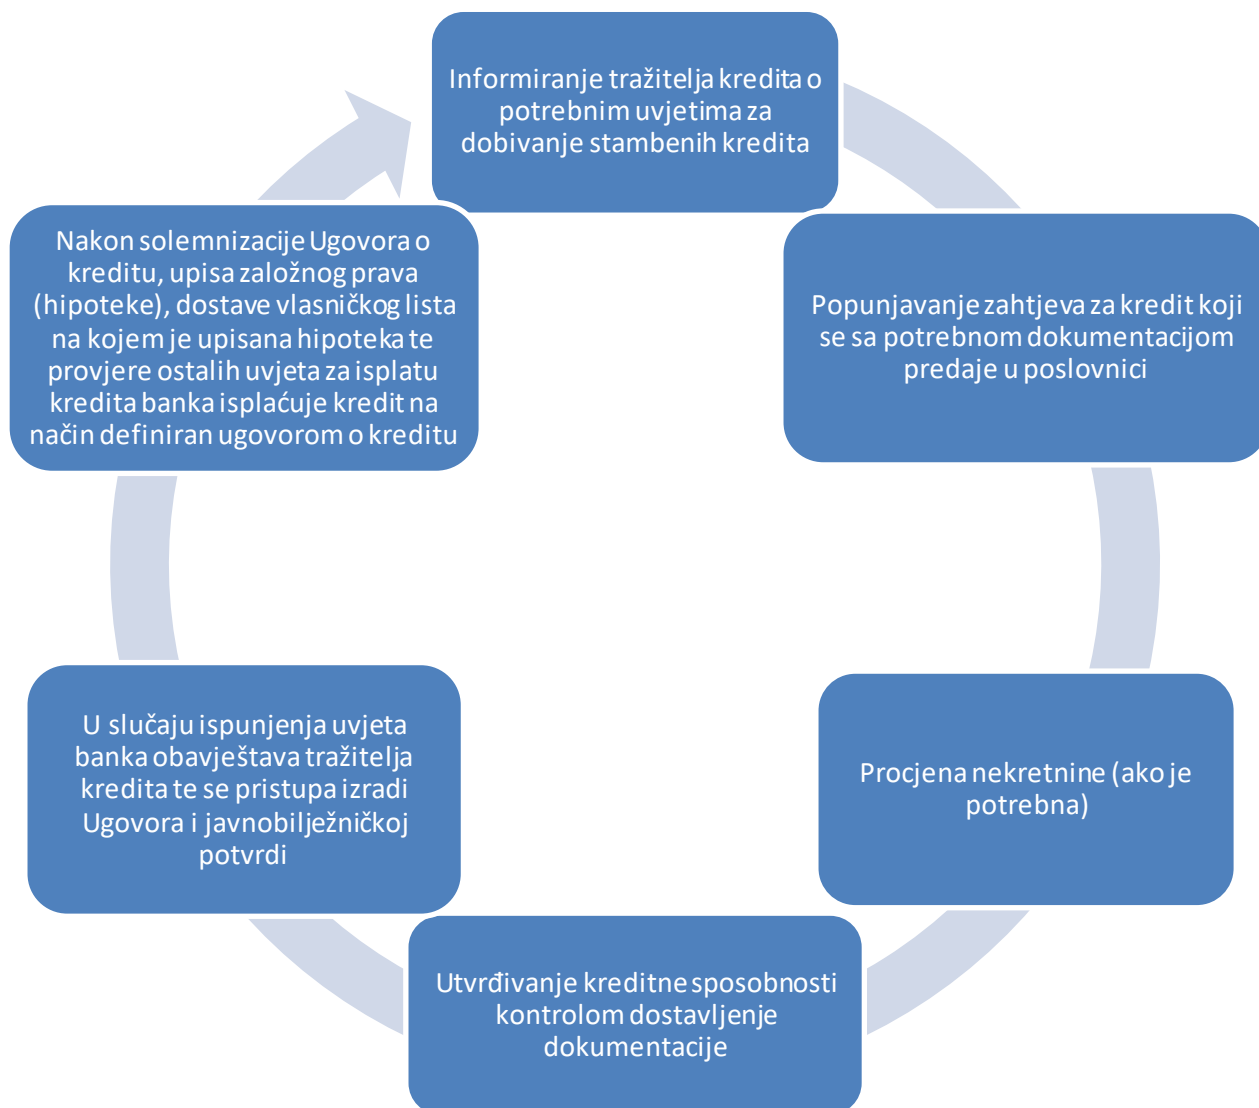 Informiranje tražitelja kredita o
potrebnim uvjetima za
dobivanje stambenih kredita
Popunjavanje zahtjeva za kredit koji
se sa potrebnom dokumentacijom
predaje u poslovnici
Procjena nekretnine (ako je
potrebna)
Utvrđivanje kreditne sposobnosti
kontrolom dostavljenje
dokumentacije
U slučaju ispunjenja uvjeta
banka obavještava tražitelja
kredita te se pristupa izradi
Ugovora i javnobilježničkoj
potvrdi
Nakon solemnizacije Ugovora o
kreditu, upisa založnog prava
(hipoteke), dostave vlasničkog lista
na kojem je upisana hipoteka te
provjere ostalih uvjeta za isplatu
kredita banka isplaćuje kredit na
način definiran ugovorom o kreditu